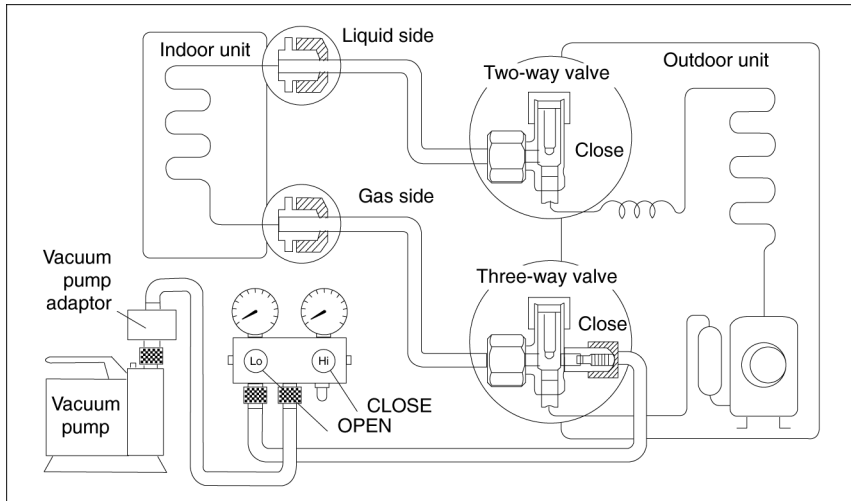 Liquid side
Indoor unit
Two-way valve
Outdoor unit
Close
Gas side
Vacuum
pump
adaptor
Three-way valve
Close
Lo
Hi
CLOSE
OPEN
Vacuum
pump